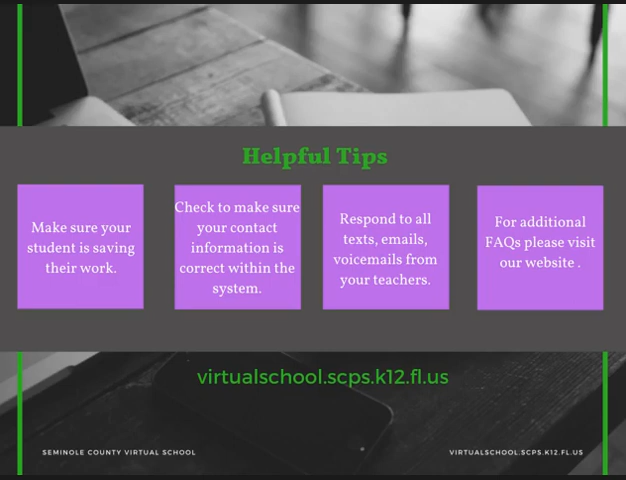 Helpful Tips
Make sure your
student is saving
their work.
Check to make sure
your contact
information is
correct within the
system.
Respond to all
texts, emails,
voicemails from
your teachers.
For additional
FAQs please visit
our website .
virtualschool.scps.k12.fl.us
SEMINOLE COUNTY VIRTUAL SCHOOL
VIRTUALSCHOOL.SCPS.K12.FL.US